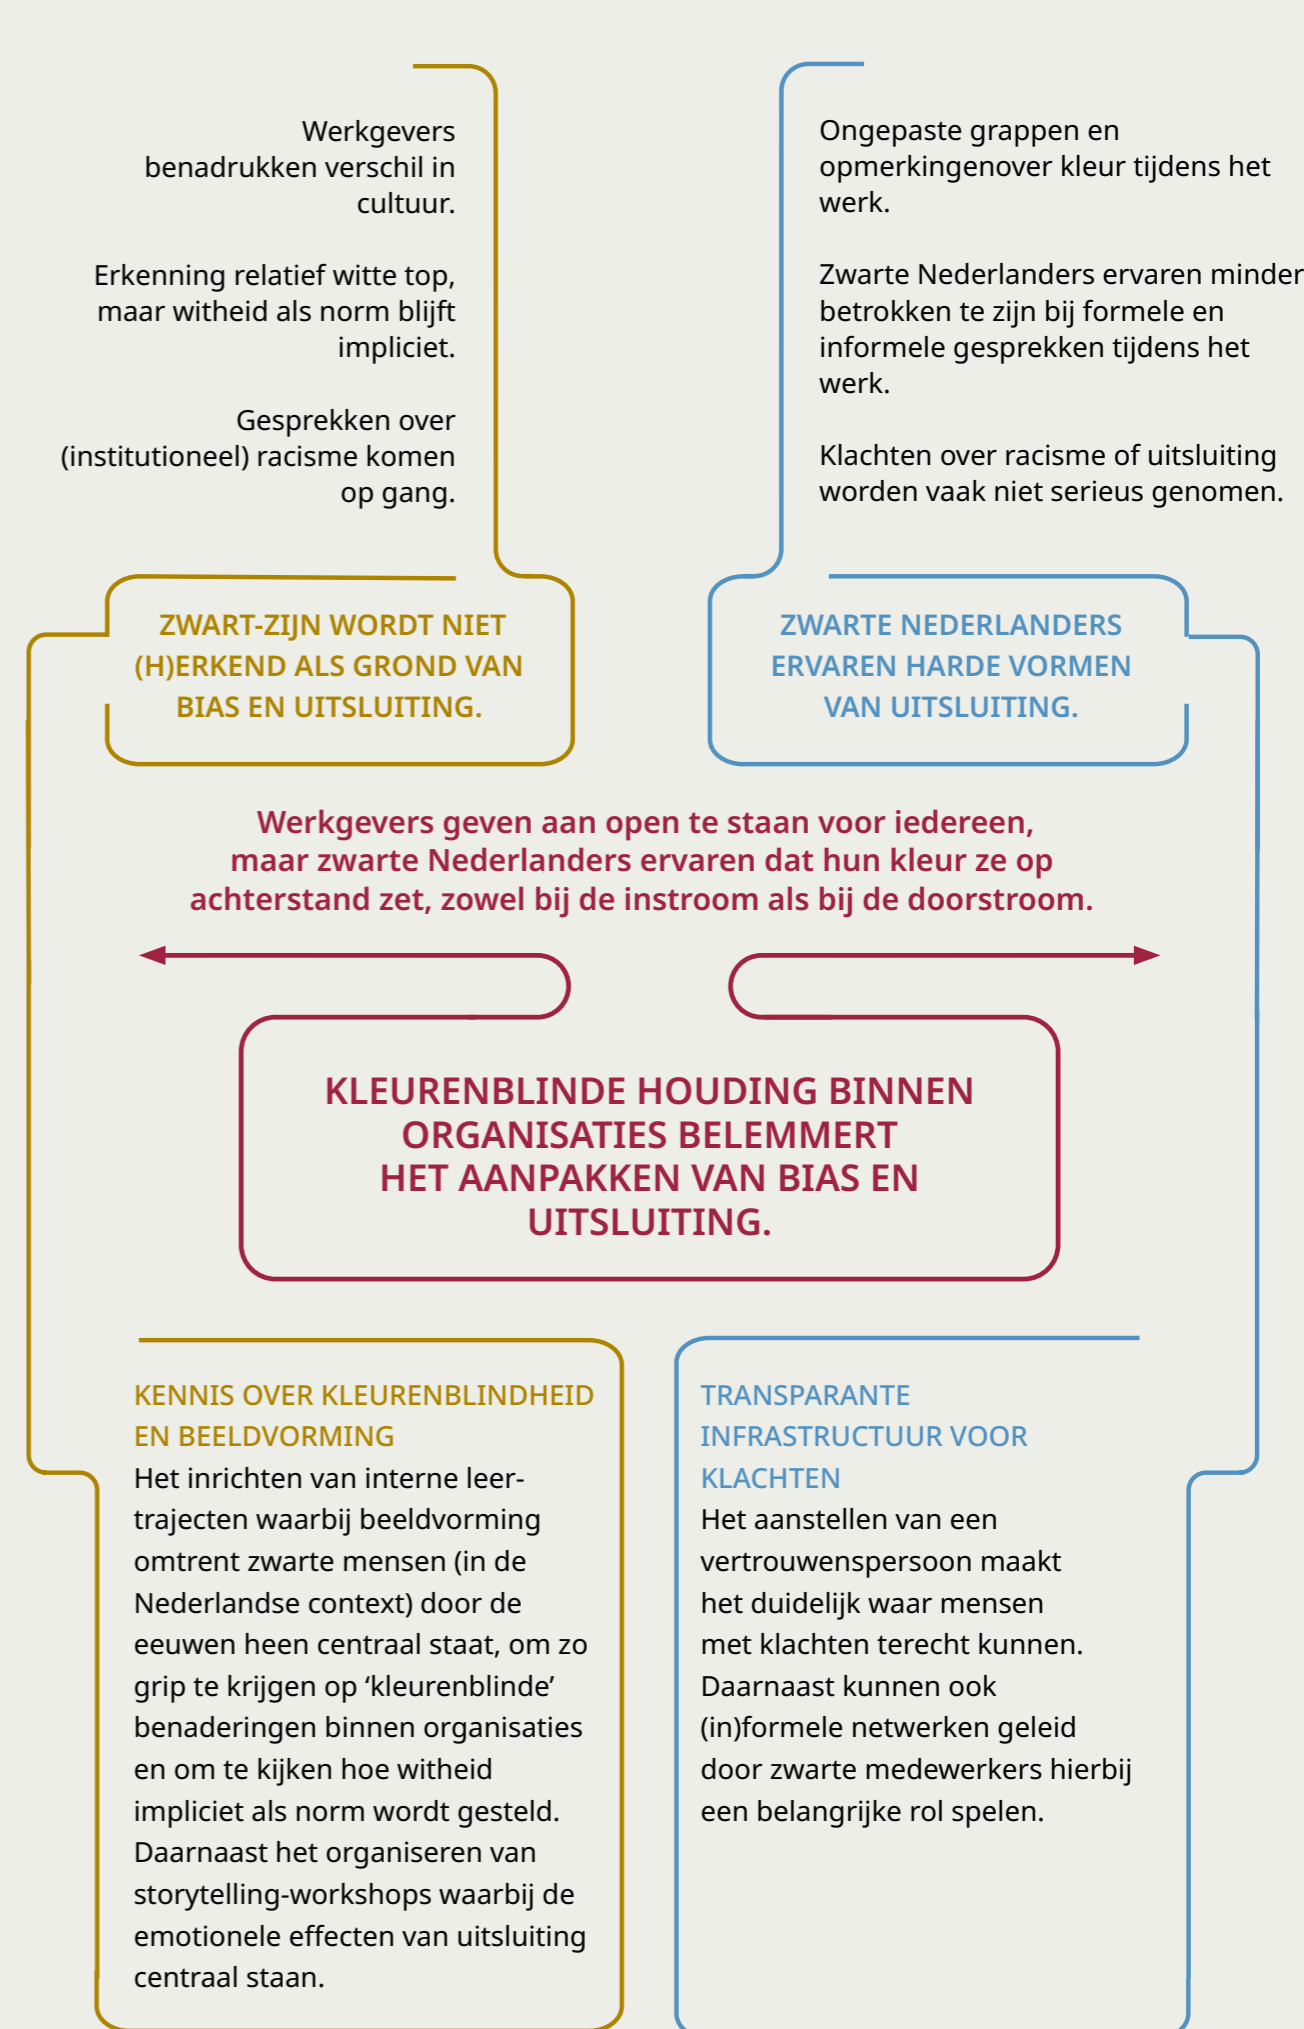 Werkgevers
benadrukken verschil in
cultuur.
Erkenning relatief witte top,
maar witheid als norm blijft
impliciet.
Gesprekken over
(institutioneel) racisme komen
op gang.
ZWART-ZIJN WORDT NIET
(H)ERKEND ALS GROND VAN
BIAS EN UITSLUITING.
Ongepaste grappen en
opmerkingenover kleur tijdens het
werk.
Zwarte Nederlanders ervaren minder
betrokken te zijn bij formele en
informele gesprekken tijdens het
werk.
Klachten over racisme of uitsluiting
worden vaak niet serieus genomen.
ZWARTE NEDERLANDERS
ERVAREN HARDE VORMEN
VAN UITSLUITING.
Werkgevers geven aan open te staan voor iedereen,
maar zwarte Nederlanders ervaren dat hun kleur ze op
achterstand zet, zowel bij de instroom als bij de doorstroom.
KLEURENBLINDE HOUDING BINNEN
ORGANISATIES BELEMMERT
HET AANPAKKEN VAN BIAS EN
UITSLUITING.
KENNIS OVER KLEURENBLINDHEID
EN BEELDVORMING
Het inrichten van interne leer-
trajecten waarbij beeldvorming
omtrent zwarte mensen (in de
Nederlandse context) door de
eeuwen heen centraal staat, om zo
grip te krijgen op ‘kleurenblinde’
benaderingen binnen organisaties
en om te kijken hoe witheid
impliciet als norm wordt gesteld.
Daarnaast het organiseren van
storytelling-workshops waarbij de
emotionele effecten van uitsluiting
centraal staan.
TRANSPARANTE
INFRASTRUCTUUR VOOR
KLACHTEN
Het aanstellen van een
vertrouwenspersoon maakt
het duidelijk waar mensen
met klachten terecht kunnen.
Daarnaast kunnen ook
(in)formele netwerken geleid
door zwarte medewerkers hierbij
een belangrijke rol spelen.